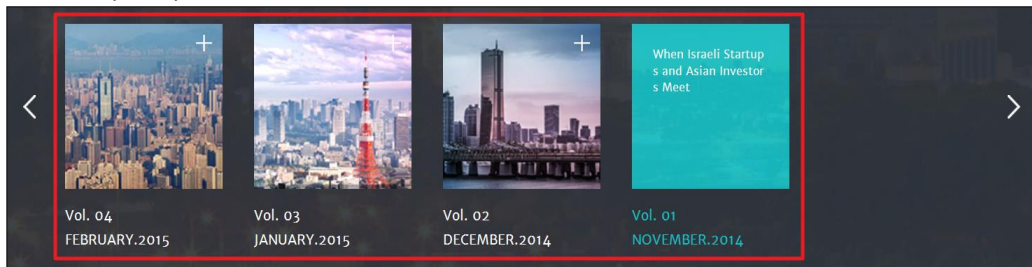 When Israeli Startup
s and Asian Investor
s Meet
Vol. 04
FEBRUARY.2015
Vol. 03
JANUARY.2015
Vol. 02
DECEMBER.2014
Vol. 01
NOVEMBER.2014